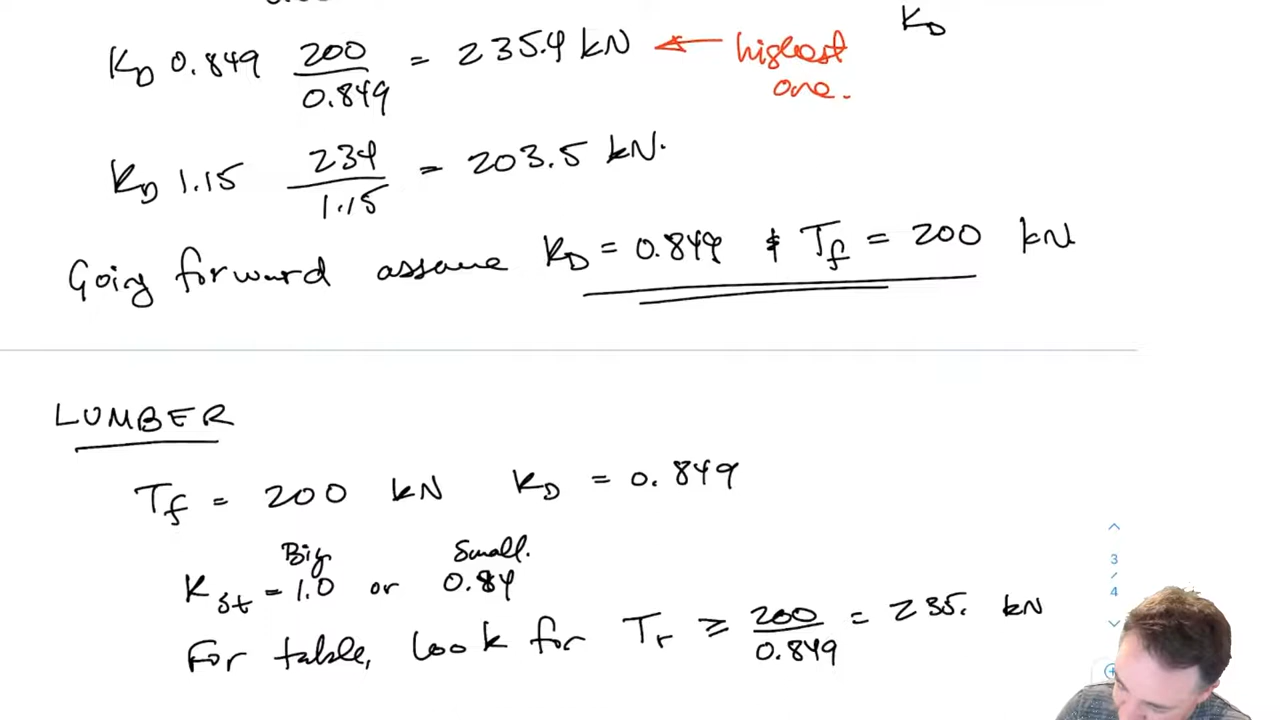 K_D
K_D 0.849 200/0.849 = 235.4 kN ← highest one.
K_D 1.15 234/1.15 = 203.5 kN.
Going forward assume K_D = 0.849 & T_f = 200 kN
LUMBER
T_f = 200 kN K_D = 0.849
Big Small.
K_St = 1.0 or 0.84
For table, look for T_r ≥ 200/0.849 = 235. kN
3
/
4